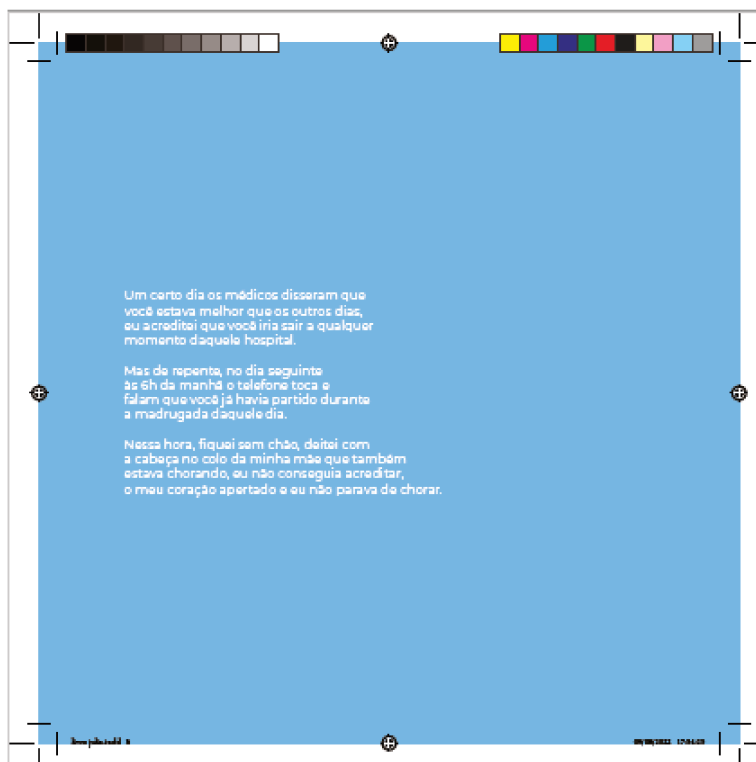 Um certo dia os médicos disseram que
você estava melhor que os outros dias,
eu acreditei que você iria sair a qualquer
momento daquele hospital.
Mas de repente, no dia seguinte
às 6h da manhã o telefone toca e
falam que você já havia partido durante
a madrugada daquele dia.
Nessa hora, fiquei sem chão, deitei com
a cabeça no colo da minha mãe que também
estava chorando, eu não conseguia acreditar,
o meu coração apertado e eu não parava de chorar.